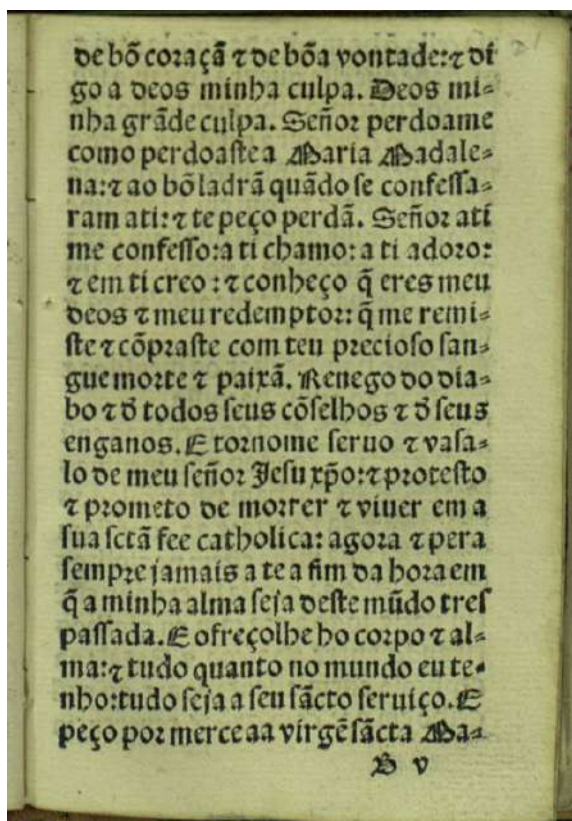 de bõ coraçã ⁊ de bõa vontade:⁊ di
go a deos minha culpa. Deos mi⸗
nha grãde culpa. Señor perdoame
como perdoaste a Maria Madale⸗
na:⁊ ao bõ ladrã quãdo se confessa⸗
ram ati:⁊ te peço perdã. Señor ati
me confesso:a ti chamo: a ti adoro:
⁊ em ti creo : ⁊ conheço q̃ eres meu
deos ⁊ meu redemptor: q̃ me remi⸗
ste ⁊ cõpraste com teu precioso san⸗
gue morte ⁊ paixã. Renego do dia⸗
bo ⁊ d̃ todos seus cõselhos ⁊ d̃ seus
enganos. E tornome seruo ⁊ vasa⸗
lo de meu señor Jesu xp̃o:⁊ protesto
⁊ prometo de morrer ⁊ viuer em a
sua sctã fee catholica: agora ⁊ pera
sempre jamais a te a fim da hora em
q̃ a minha alma seja deste mũdo tres
passada. E ofreçolhe ho corpo ⁊ al⸗
ma:⁊ tudo quanto no mundo eu te⸗
nho:tudo seja a seu sãcto seruiço. E
peço por merce aa virgẽ sãcta Ma⸗
B v